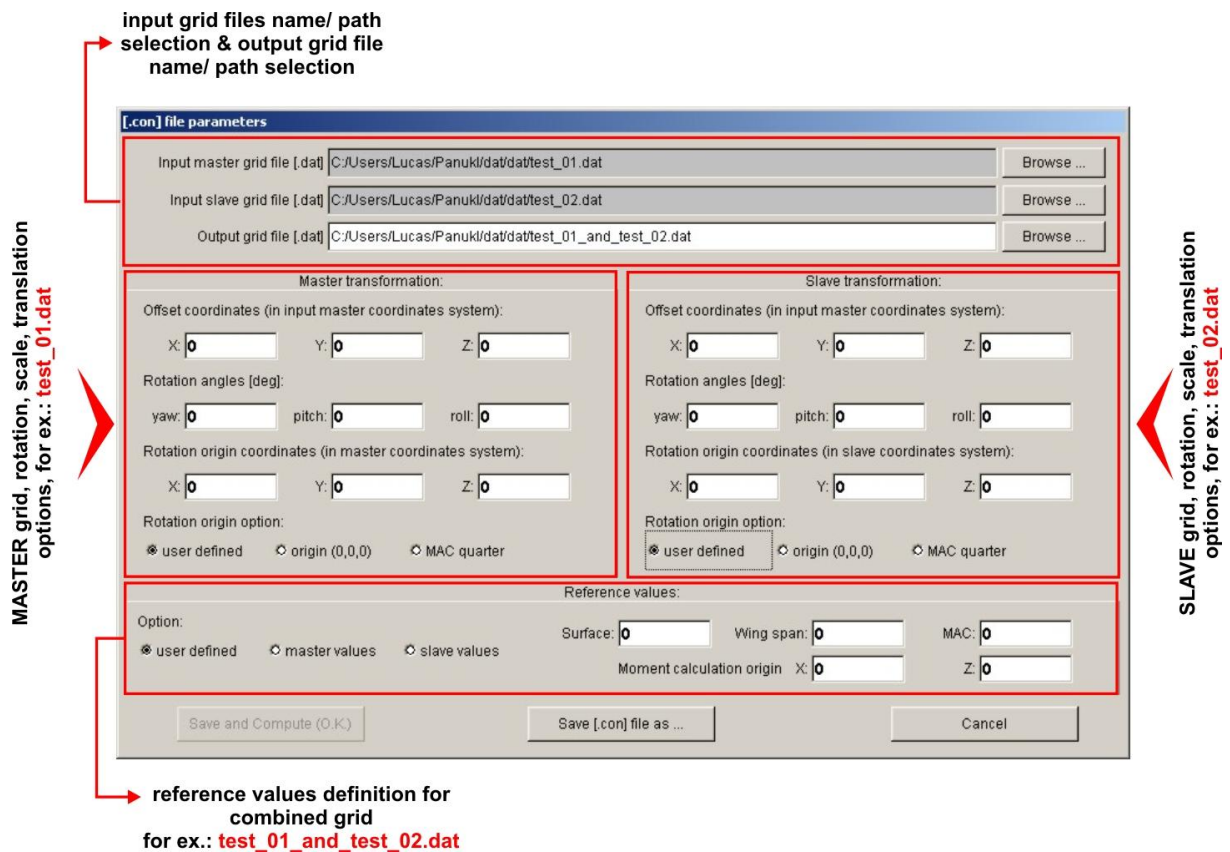 input grid files name/ path
selection & output grid file
name/ path selection
[.con] file parameters
Input master grid file [.dat] C:/Users/Lucas/Panukl/dat/dat/test_01.dat Browse ...
Input slave grid file [.dat] C:/Users/Lucas/Panukl/dat/dat/test_02.dat Browse ...
Output grid file [.dat] C:/Users/Lucas/Panukl/dat/dat/test_01_and_test_02.dat Browse ...
MASTER grid, rotation, scale, translation
options, for ex.: test_01.dat
Master transformation:
Offset coordinates (in input master coordinates system):
X: 0 Y: 0 Z: 0
Rotation angles [deg]:
yaw: 0 pitch: 0 roll: 0
Rotation origin coordinates (in master coordinates system):
X: 0 Y: 0 Z: 0
Rotation origin option:
user defined origin (0,0,0) MAC quarter
Slave transformation:
Offset coordinates (in input master coordinates system):
X: 0 Y: 0 Z: 0
Rotation angles [deg]:
yaw: 0 pitch: 0 roll: 0
Rotation origin coordinates (in slave coordinates system):
X: 0 Y: 0 Z: 0
Rotation origin option:
user defined origin (0,0,0) MAC quarter
SLAVE grid, rotation, scale, translation
options, for ex.: test_02.dat
Reference values:
Option:
user defined master values slave values
Surface: 0 Wing span: 0 MAC: 0
Moment calculation origin X: 0 Z: 0
Save and Compute (O.K.) Save [.con] file as ... Cancel
reference values definition for
combined grid
for ex.: test_01_and_test_02.dat